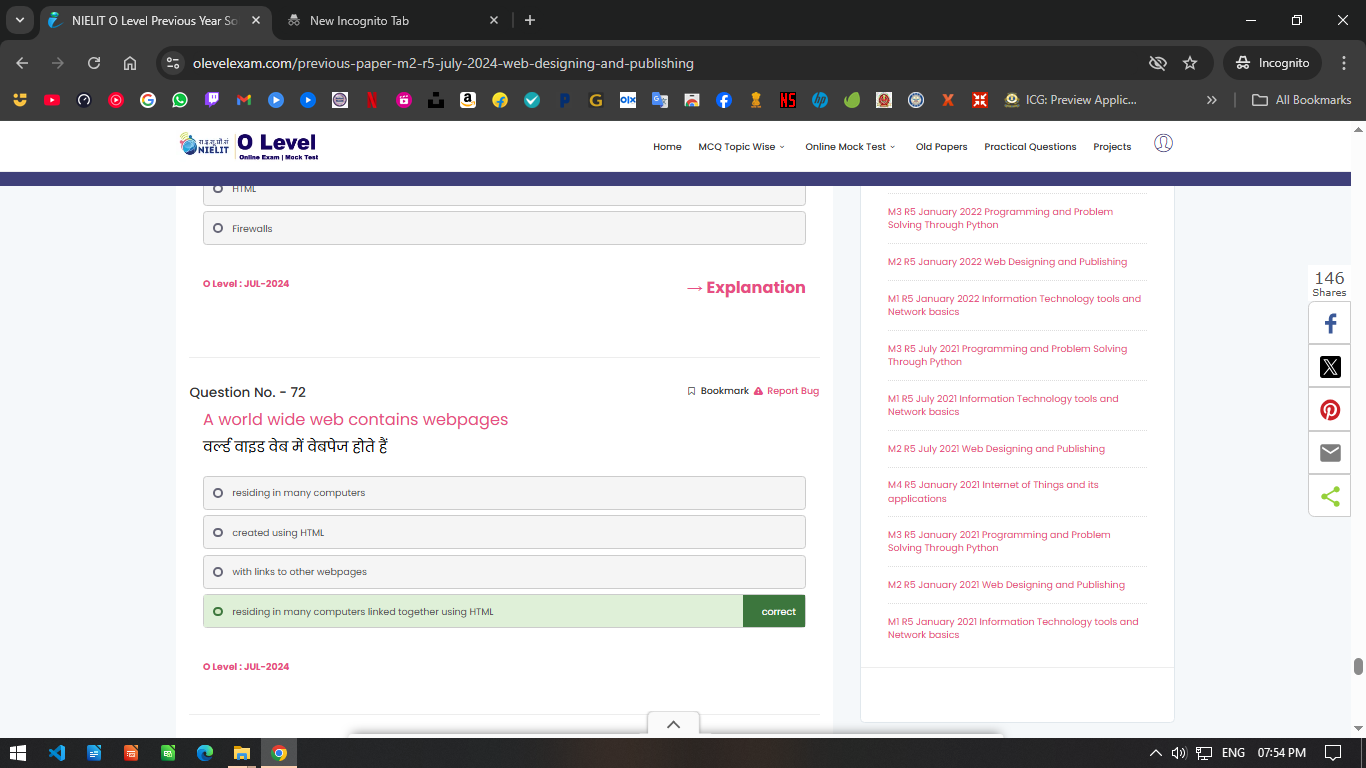 NIELIT O Level Previous Year So
New Incognito Tab
olevelexam.com/previous-paper-m2-r5-july-2024-web-designing-and-publishing
Incognito
ICG: Preview Applic...
All Bookmarks
रा.इ.सू.प्रौ.सं
NIELIT
O Level
Online Exam | Mock Test
Home
MCQ Topic Wise
Online Mock Test
Old Papers
Practical Questions
Projects
HTML
Firewalls
O Level : JUL-2024
→ Explanation
Question No. - 72
Bookmark
Report Bug
A world wide web contains webpages
वर्ल्ड वाइड वेब में वेबपेज होते हैं
residing in many computers
created using HTML
with links to other webpages
residing in many computers linked together using HTML
correct
O Level : JUL-2024
M3 R5 January 2022 Programming and Problem
Solving Through Python
M2 R5 January 2022 Web Designing and Publishing
M1 R5 January 2022 Information Technology tools and
Network basics
M3 R5 July 2021 Programming and Problem Solving
Through Python
M1 R5 July 2021 Information Technology tools and
Network basics
M2 R5 July 2021 Web Designing and Publishing
M4 R5 January 2021 Internet of Things and its
applications
M3 R5 January 2021 Programming and Problem
Solving Through Python
M2 R5 January 2021 Web Designing and Publishing
M1 R5 January 2021 Information Technology tools and
Network basics
146
Shares
ENG
07:54 PM